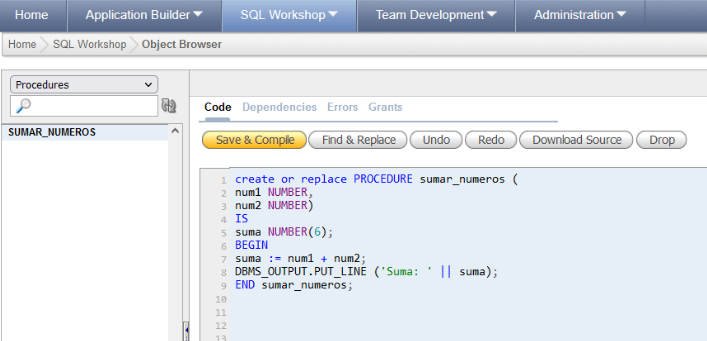 Home Application Builder SQL Workshop Team Development Administration
Home SQL Workshop Object Browser
Procedures
SUMAR_NUMEROS
Code Dependencies Errors Grants
Save & Compile Find & Replace Undo Redo Download Source Drop
1 create or replace PROCEDURE sumar_numeros (
2 num1 NUMBER,
3 num2 NUMBER)
4 IS
5 suma NUMBER(6);
6 BEGIN
7 suma := num1 + num2;
8 DBMS_OUTPUT.PUT_LINE ('Suma: ' || suma);
9 END sumar_numeros;
10
11
12
13